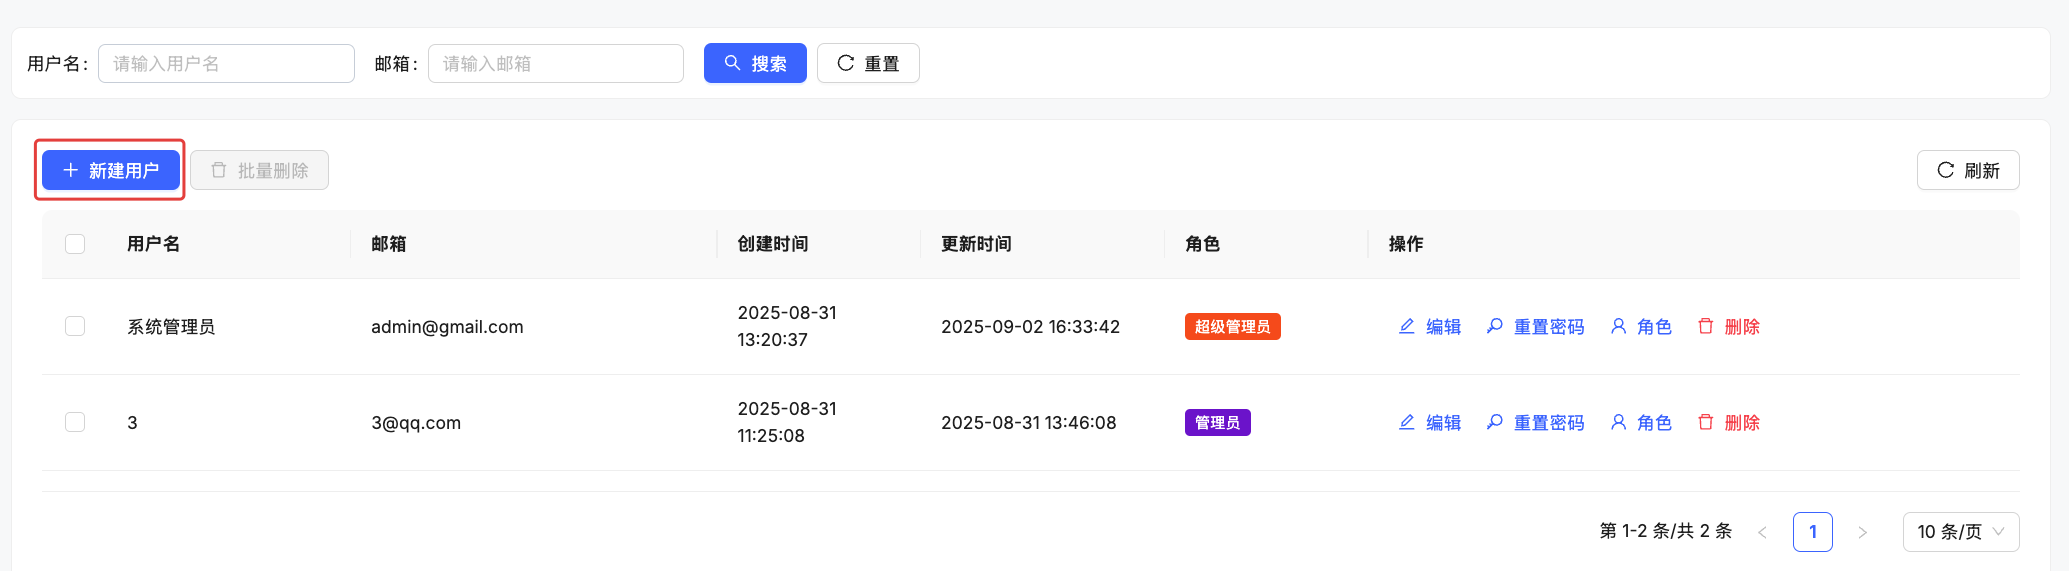 用户名: 请输入用户名 邮箱: 请输入邮箱 搜索 重置
新建用户 批量删除 刷新
用户名 邮箱 创建时间 更新时间 角色 操作
系统管理员 admin@gmail.com 2025-08-31 13:20:37 2025-09-02 16:33:42 超级管理员 编辑 重置密码 角色 删除
3 3@qq.com 2025-08-31 11:25:08 2025-08-31 13:46:08 管理员 编辑 重置密码 角色 删除
第 1-2 条/共 2 条 < 1 > 10 条/页